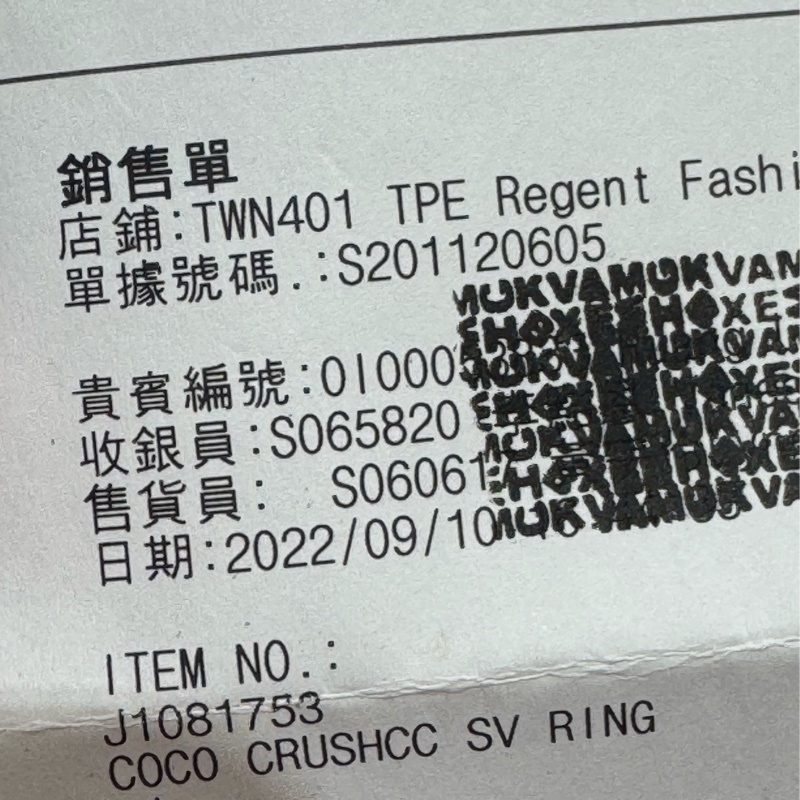 銷售單
店鋪:TWN401 TPE Regent Fashi
單據號碼.:S201120605
貴賓編號:OI000
收銀員:S065820
售貨員: S06061
日期:2022/09/10
ITEM NO.:
J1081753
COCO CRUSHCC SV RING